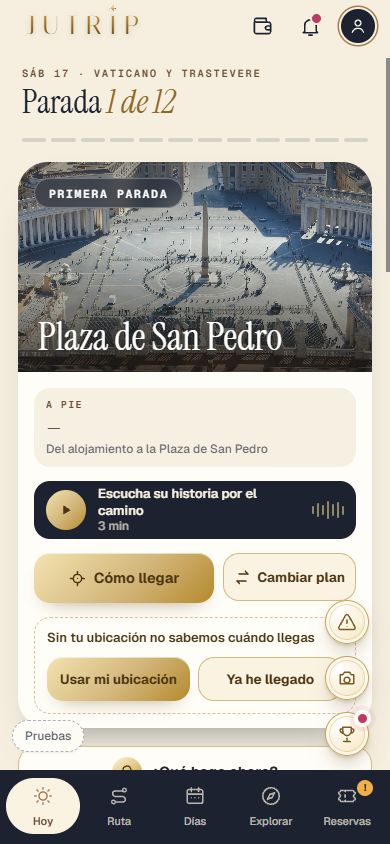 JUTRIP
SÁB 17 · VATICANO Y TRASTEVERE
Parada 1 de 12
PRIMERA PARADA
Plaza de San Pedro
A PIE
—
Del alojamiento a la Plaza de San Pedro
Escucha su historia por el
camino
3 min
Cómo llegar
Cambiar plan
Sin tu ubicación no sabemos cuándo llegas
Usar mi ubicación
Ya he llegado
Pruebas
¿Qué hago ahora?
!
Hoy
Ruta
Días
Explorar
Reservas